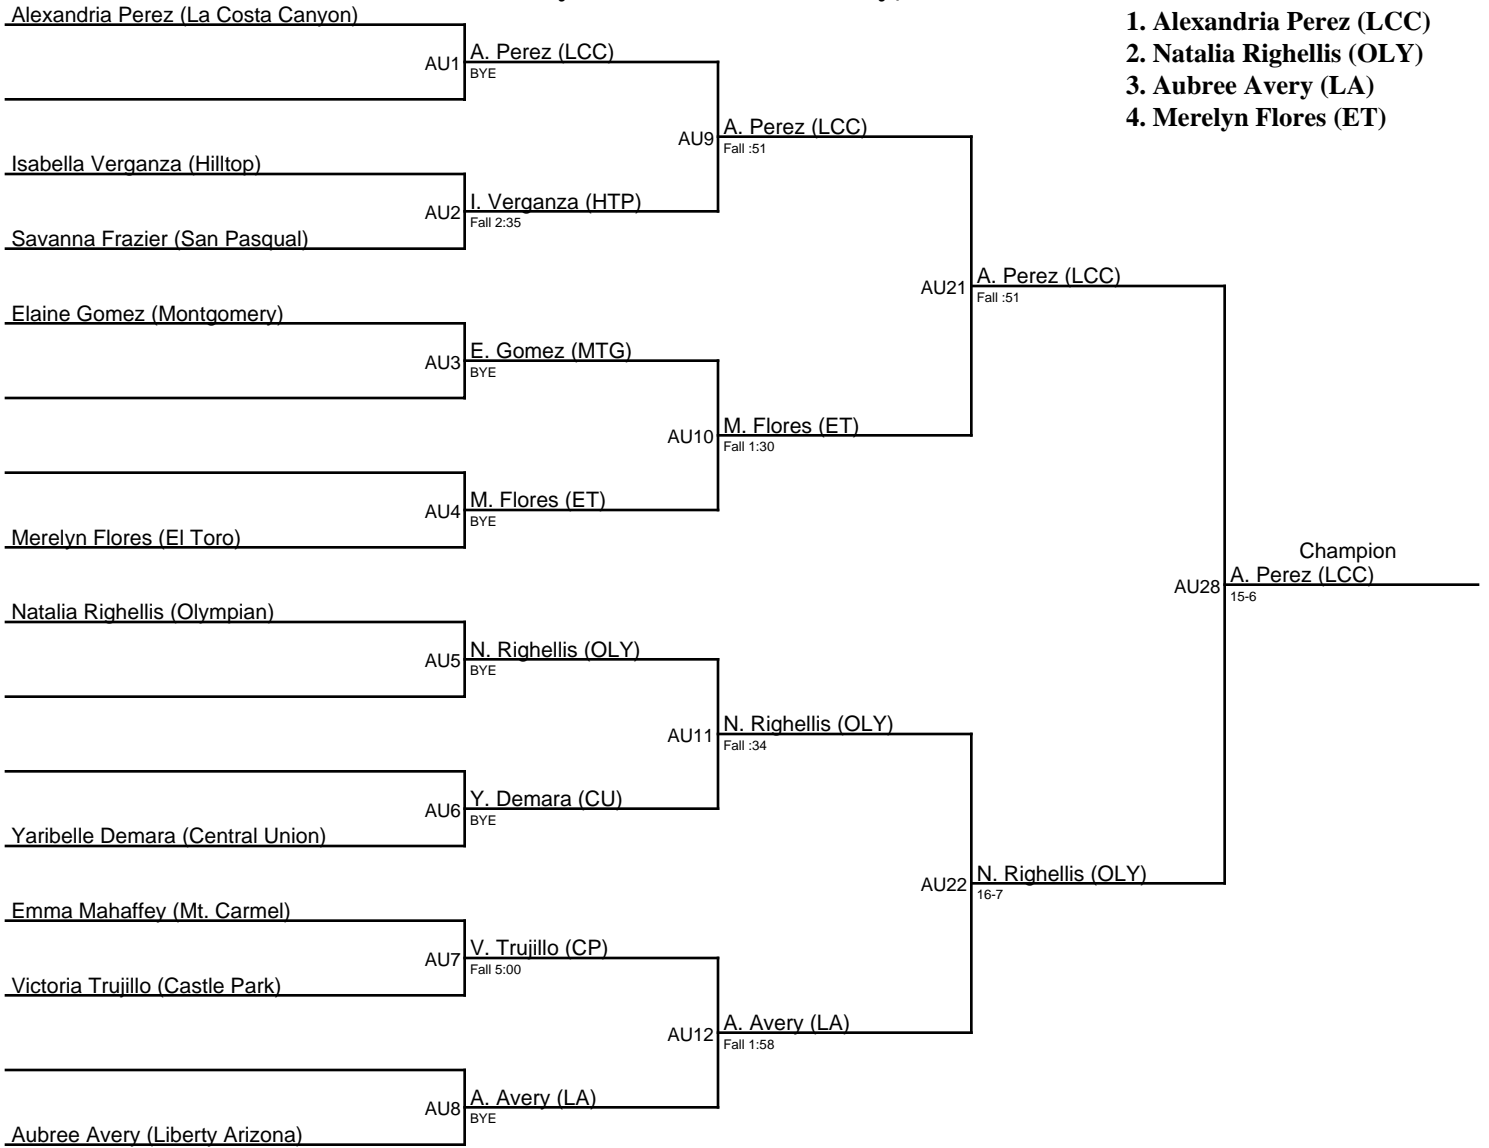 Alexandria Perez (La Costa Canyon)
1. Alexandria Perez (LCC)
2. Natalia Righellis (OLY)
3. Aubree Avery (LA)
4. Merelyn Flores (ET)
AU1
A. Perez (LCC)
BYE
AU9
A. Perez (LCC)
Fall :51
Isabella Verganza (Hilltop)
AU2
I. Verganza (HTP)
Fall 2:35
Savanna Frazier (San Pasqual)
AU21
A. Perez (LCC)
Fall :51
Elaine Gomez (Montgomery)
AU3
E. Gomez (MTG)
BYE
AU10
M. Flores (ET)
Fall 1:30
AU4
M. Flores (ET)
BYE
Merelyn Flores (El Toro)
Champion
AU28
A. Perez (LCC)
15-6
Natalia Righellis (Olympian)
AU5
N. Righellis (OLY)
BYE
AU11
N. Righellis (OLY)
Fall :34
AU6
Y. Demara (CU)
BYE
Yaribelle Demara (Central Union)
AU22
N. Righellis (OLY)
16-7
Emma Mahaffey (Mt. Carmel)
AU7
V. Trujillo (CP)
Fall 5:00
Victoria Trujillo (Castle Park)
AU12
A. Avery (LA)
Fall 1:58
AU8
A. Avery (LA)
BYE
Aubree Avery (Liberty Arizona)